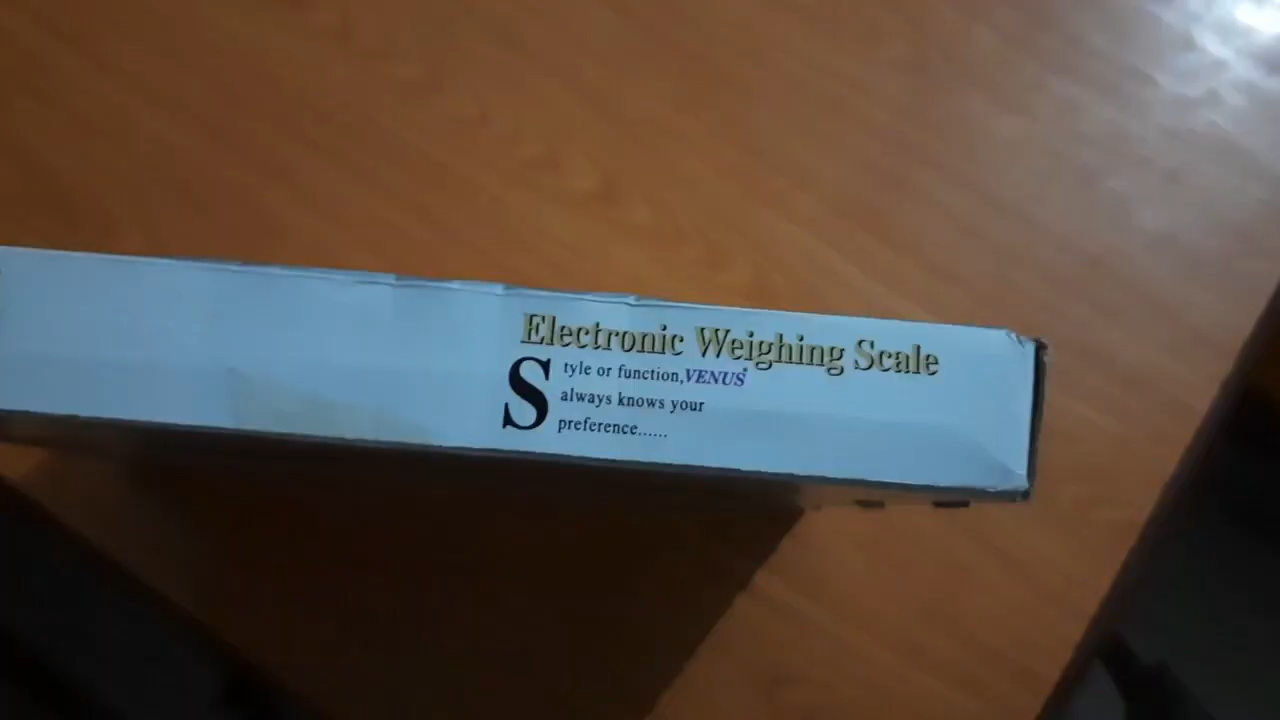 Electronic Weighing Scale
Style or function,VENUS®
always knows your
preference......